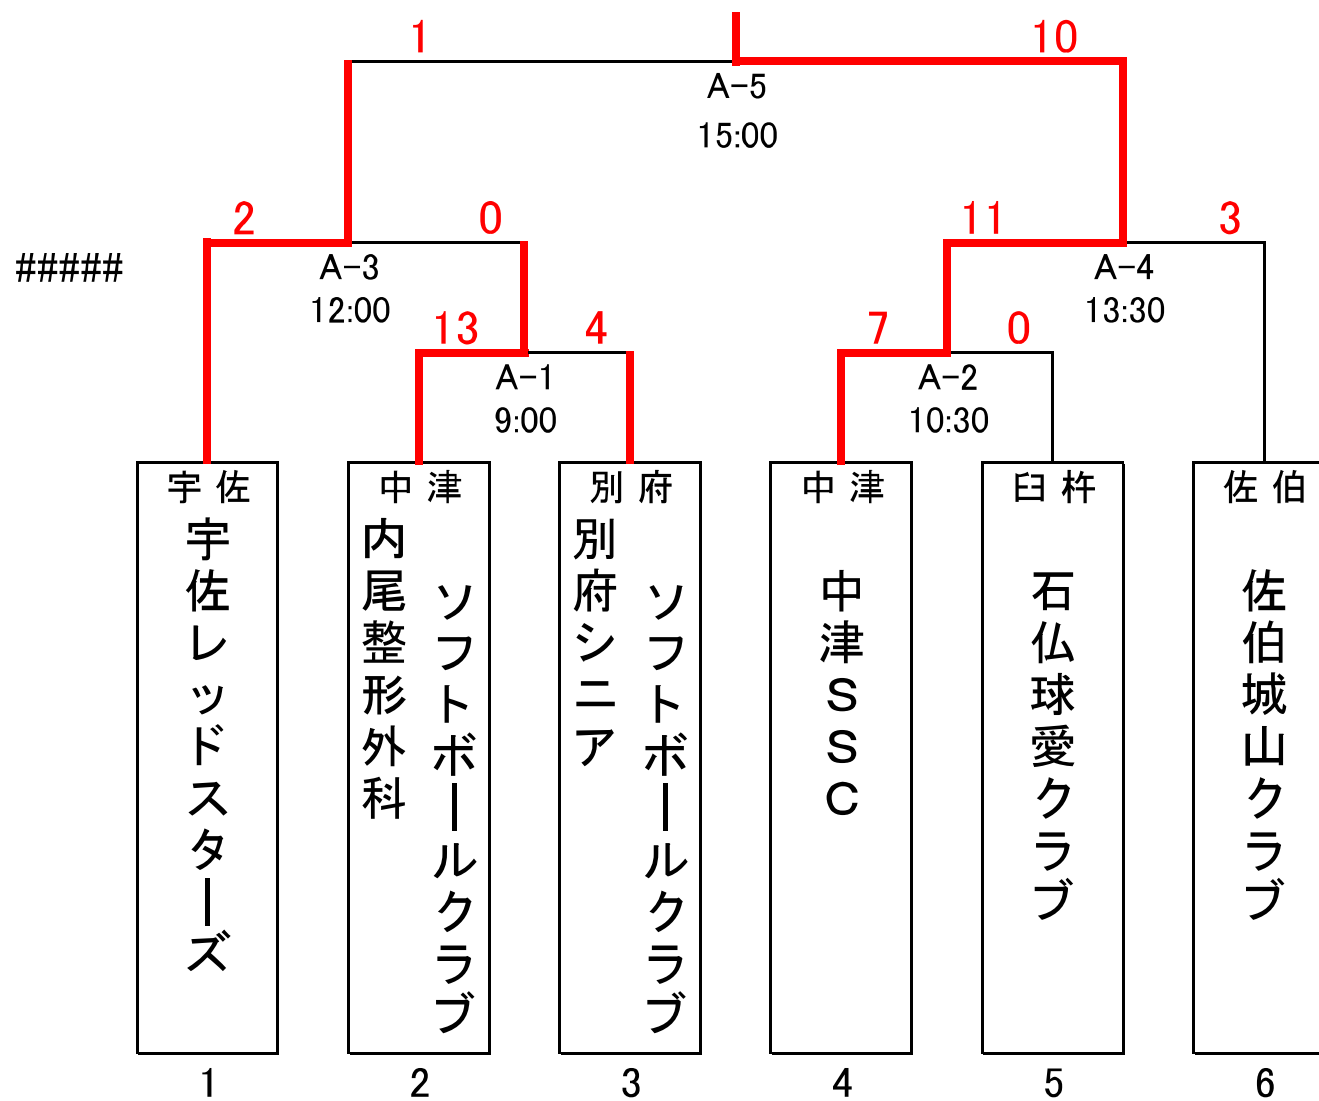 1
10
A-5
15:00
2
0
11
3
#####
A-3
12:00
A-4
13:30
13
4
7
0
A-1
9:00
A-2
10:30
宇佐
宇佐レッドスターズ
中津
内尾整形外科
ソフトボールクラブ
別府
別府シニア
ソフトボールクラブ
中津
中津SSC
臼杵
石仏球愛クラブ
佐伯
佐伯城山クラブ
1
2
3
4
5
6